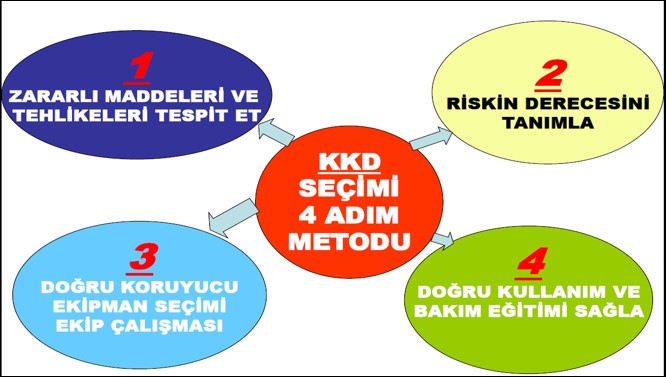 1
ZARARLI MADDELERİ VE
TEHLİKELERİ TESPİT ET
2
RİSKİN DERECESİNİ
TANIMLA
KKD
SEÇİMİ
4 ADIM
METODU
3
DOĞRU KORUYUCU
EKİPMAN SEÇİMİ
EKİP ÇALIŞMASI
4
DOĞRU KULLANIM VE
BAKIM EĞİTİMİ SAĞLA